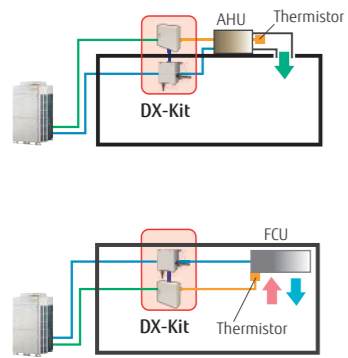 AHU
Thermistor
DX-Kit
FCU
DX-Kit
Thermistor